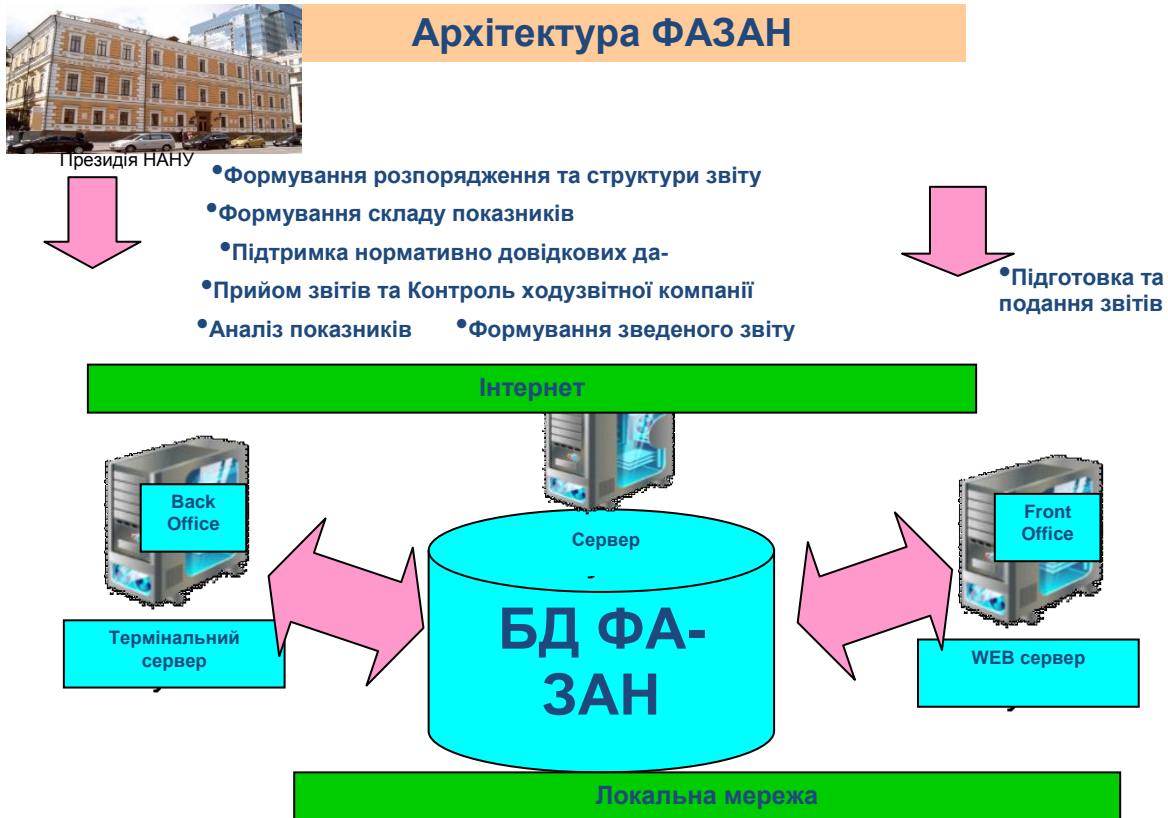 Архітектура ФАЗАН
Президія НАНУ
•Формування розпорядження та структури звіту
•Формування складу показників
•Підтримка нормативно довідкових да-
•Прийом звітів та Контроль ходузвітної компанії
•Аналіз показників •Формування зведеного звіту
•Підготовка та
подання звітів
Інтернет
Back
Office
Front
Office
Сервер
БД ФА-
ЗАН
Термінальний
сервер
WEB сервер
Локальна мережа